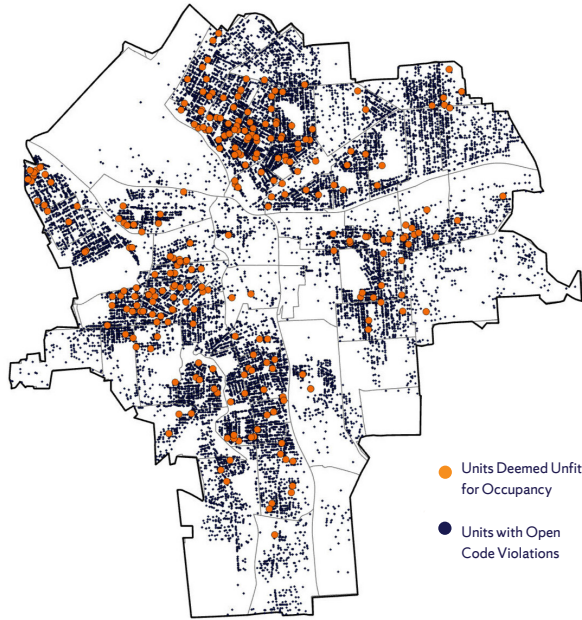 Units Deemed Unfit
for Occupancy
Units with Open
Code Violations